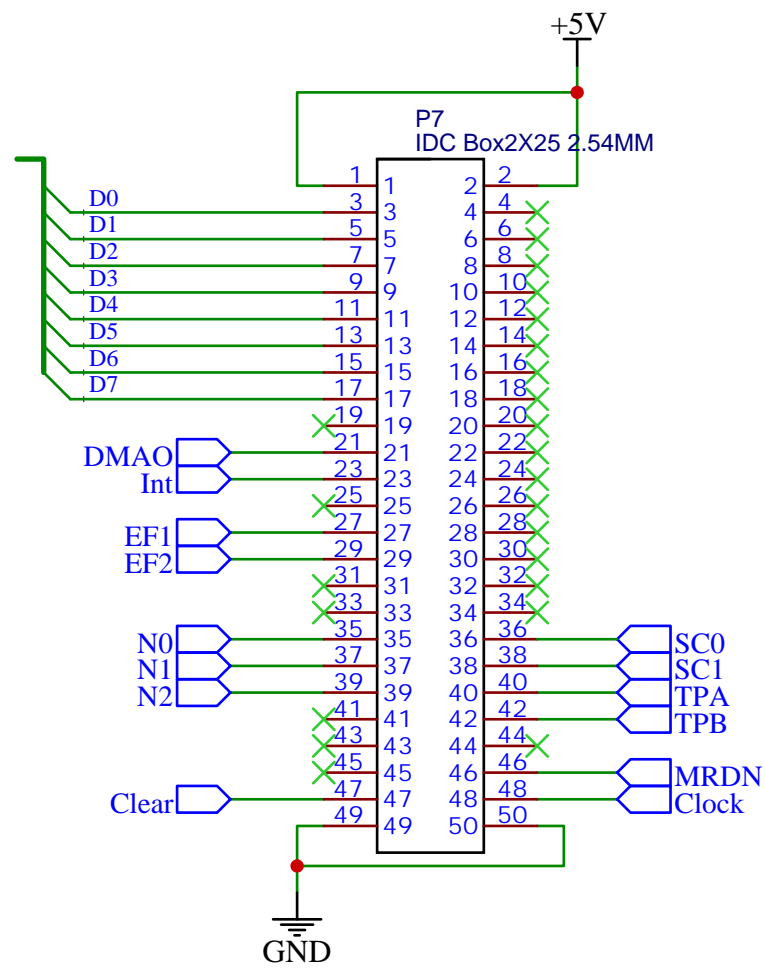 +5V
P7
IDC Box2X25 2.54MM
1 1 2 2
D0 3 3 4 4
D1 5 5 6 6
D2 7 7 8 8
D3 9 9 10 10
D4 11 11 12 12
D5 13 13 14 14
D6 15 15 16 16
D7 17 17 18 18
19 19 20 20
DMAO 21 21 22 22
Int 23 23 24 24
25 25 26 26
EF1 27 27 28 28
EF2 29 29 30 30
31 31 32 32
33 33 34 34
N0 35 35 36 36 SC0
N1 37 37 38 38 SC1
N2 39 39 40 40 TPA
41 41 42 42 TPB
43 43 44 44
45 45 46 46 MRDN
Clear 47 47 48 48 Clock
49 49 50 50
GND